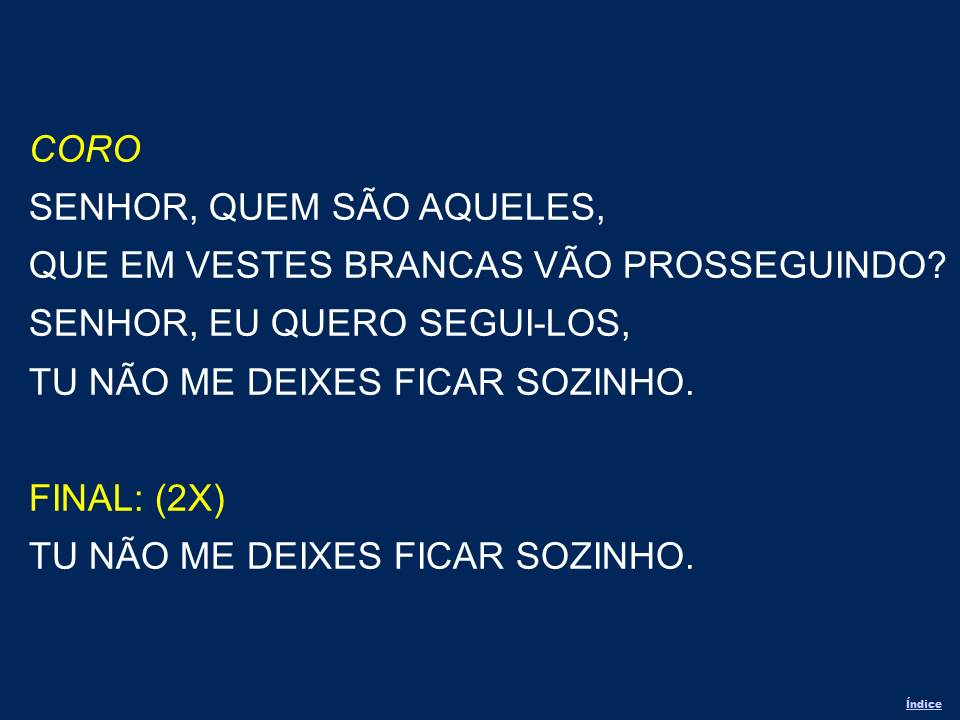 CORO
SENHOR, QUEM SÃO AQUELES,
QUE EM VESTES BRANCAS VÃO PROSSEGUINDO?
SENHOR, EU QUERO SEGUI-LOS,
TU NÃO ME DEIXES FICAR SOZINHO.
FINAL: (2X)
TU NÃO ME DEIXES FICAR SOZINHO.
Índice